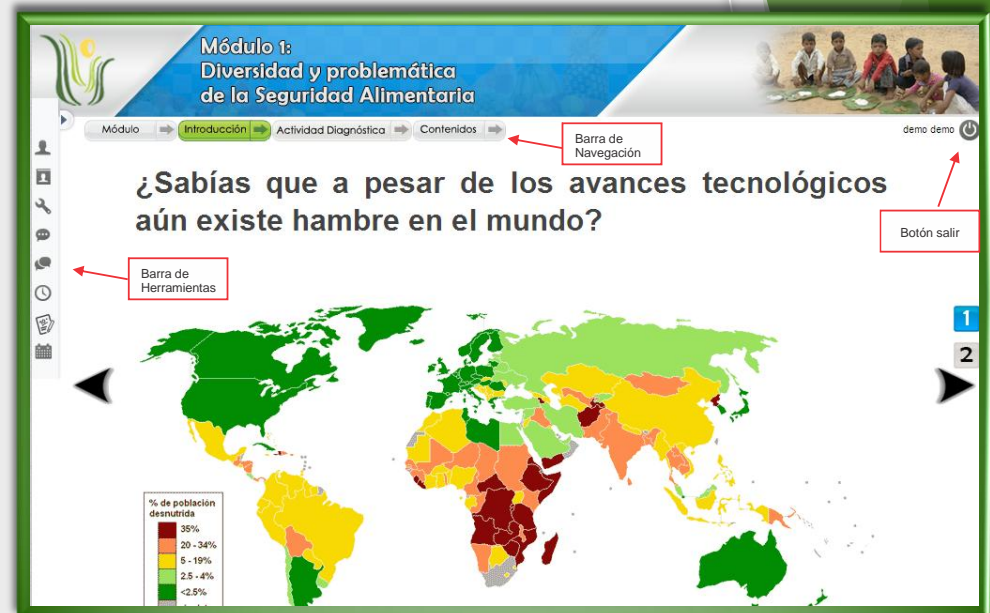 Módulo 1:
Diversidad y problemática
de la Seguridad Alimentaria
Módulo
Introducción
Actividad Diagnóstica
Contenidos
Barra de
Navegación
demo demo
¿Sabías que a pesar de los avances tecnológicos
aún existe hambre en el mundo?
Botón salir
Barra de
Herramientas
1
2
% de población
desnutrida
35%
20 - 34%
5 - 19%
2.5 - 4%
<2.5%